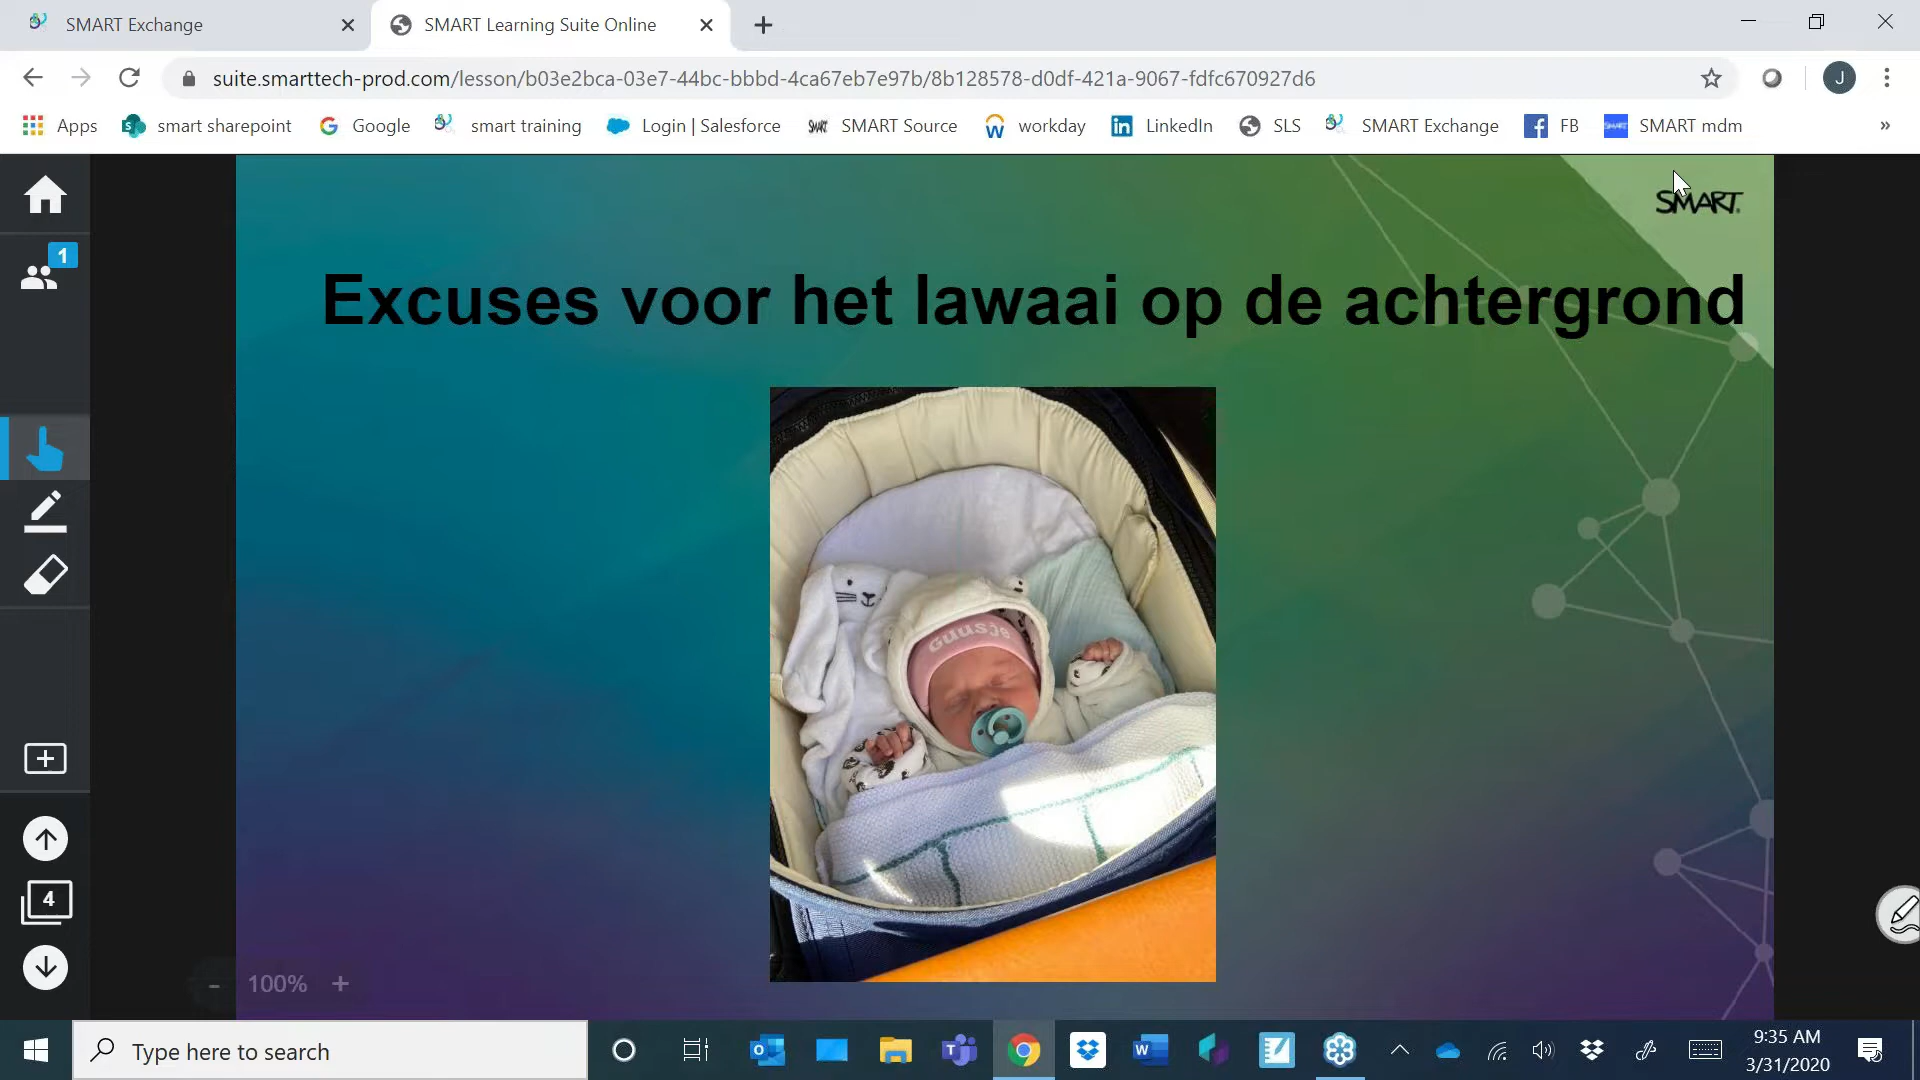 SMART Exchange
SMART Learning Suite Online
suite.smarttech-prod.com/lesson/b03e2bca-03e7-44bc-bbbd-4ca67eb7e97b/8b128578-d0df-421a-9067-fdfc670927d6
J
Apps smart sharepoint Google smart training Login | Salesforce SMART Source workday LinkedIn SLS SMART Exchange FB SMART mdm »
1
SMART
Excuses voor het lawaai op de achtergrond
Guusje
4
- 100% +
Type here to search
9:35 AM
3/31/2020